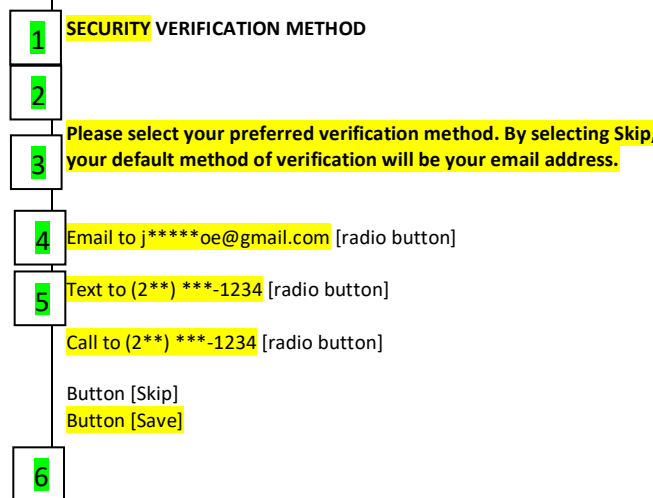 1 SECURITY VERIFICATION METHOD
2
Please select your preferred verification method. By selecting Skip,
3 your default method of verification will be your email address.
4 Email to j*****oe@gmail.com [radio button]
5 Text to (2**) ***-1234 [radio button]
Call to (2**) ***-1234 [radio button]
Button [Skip]
Button [Save]
6